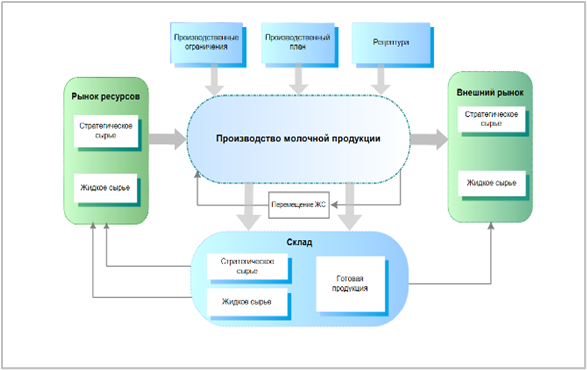 Производственные
ограничения
Производственный
план
Рецептура
Рынок ресурсов
Стратегическое
сырье
Жидкое сырье
Производство молочной продукции
Внешний рынок
Стратегическое
сырье
Жидкое сырье
Перемещение ЖС
Склад
Стратегическое
сырье
Жидкое сырье
Готовая
продукция